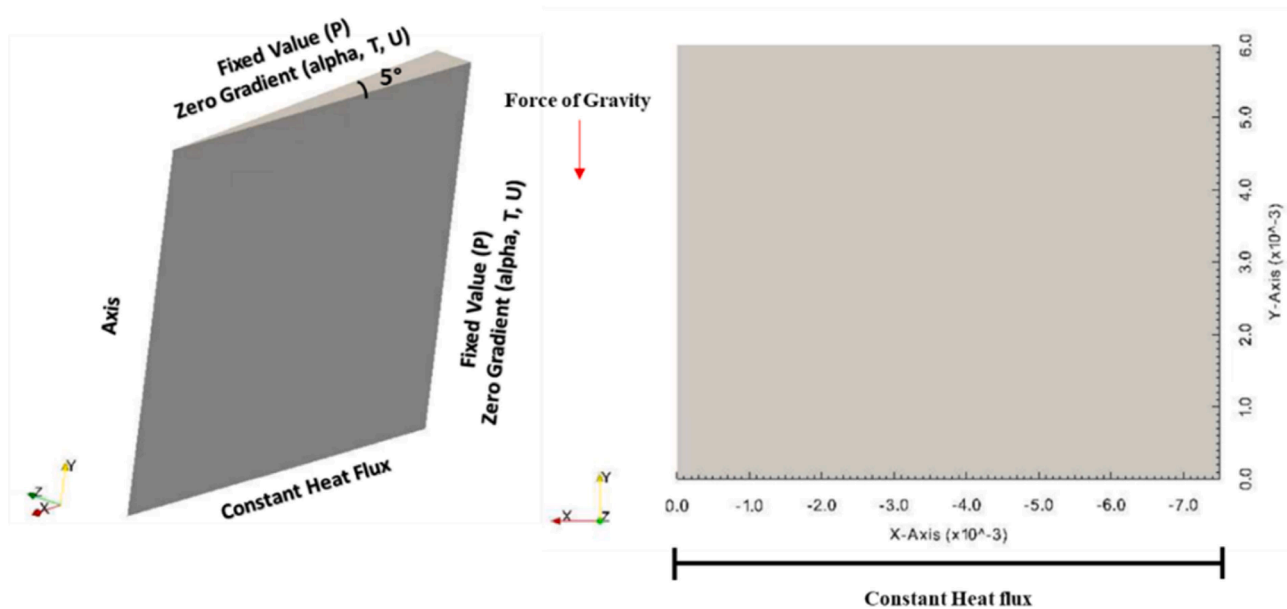 Fixed Value (P)
Zero Gradient (alpha, T, U)
5°
Axis
Fixed Value (P)
Zero Gradient (alpha, T, U)
Constant Heat Flux
Y
Z
X
Force of Gravity
6.0
5.0
4.0
3.0
2.0
1.0
0.0
Y-Axis (x10^-3)
0.0 -1.0 -2.0 -3.0 -4.0 -5.0 -6.0 -7.0
X-Axis (x10^-3)
Y
X
Z
Constant Heat flux